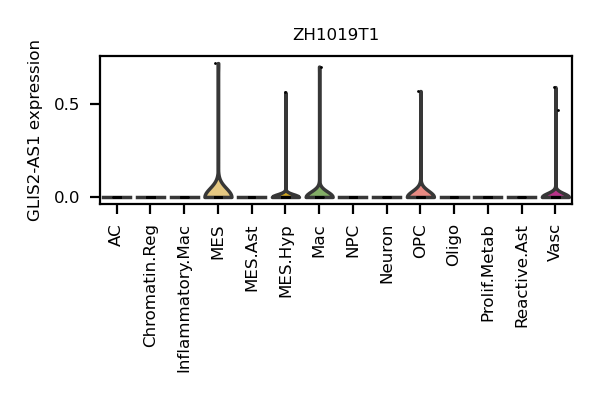 ZH1019T1
GLIS2-AS1 expression
0.5
0.0
AC
Chromatin.Reg
Inflammatory.Mac
MES
MES.Ast
MES.Hyp
Mac
NPC
Neuron
OPC
Oligo
Prolif.Metab
Reactive.Ast
Vasc